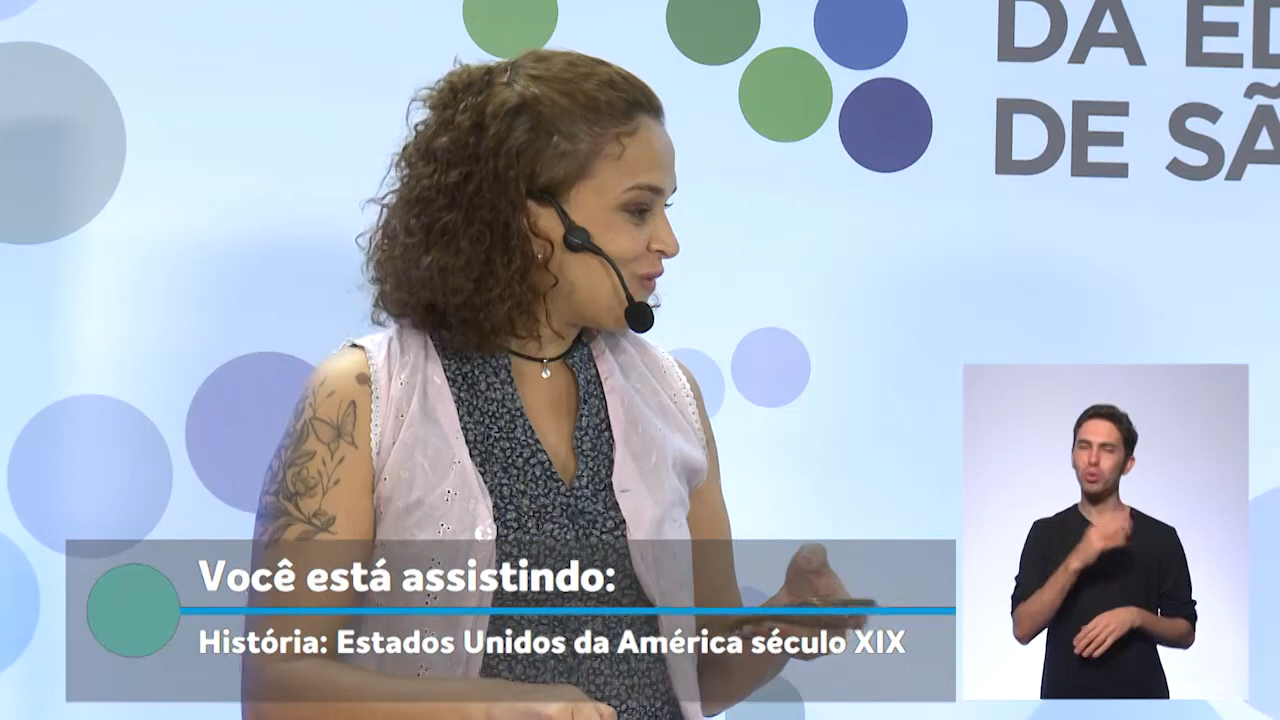 DA ED
DE SÃ
Você está assistindo:
História: Estados Unidos da América século XIX